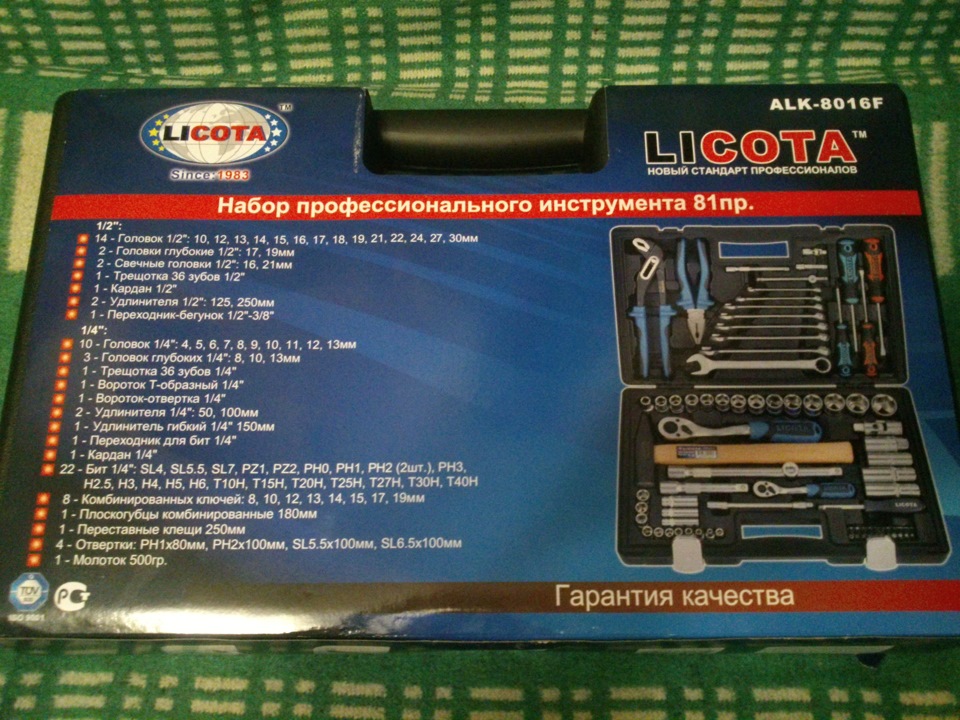 ALK-8016F
LICOTA TM
Since: 1983
LICOTA TM
НОВЫЙ СТАНДАРТ ПРОФЕССИОНАЛОВ
Набор профессионального инструмента 81пр.
1/2":
14 - Головок 1/2": 10, 12, 13, 14, 15, 16, 17, 18, 19, 21, 22, 24, 27, 30мм
2 - Головки глубокие 1/2": 17, 19мм
2 - Свечные головки 1/2": 16, 21мм
1 - Трещотка 36 зубов 1/2"
1 - Кардан 1/2"
2 - Удлинителя 1/2": 125, 250мм
1 - Переходник-бегунок 1/2"-3/8"
1/4":
10 - Головок 1/4": 4, 5, 6, 7, 8, 9, 10, 11, 12, 13мм
3 - Головок глубоких 1/4": 8, 10, 13мм
1 - Трещотка 36 зубов 1/4"
1 - Вороток Т-образный 1/4"
1 - Вороток-отвертка 1/4"
2 - Удлинителя 1/4": 50, 100мм
1 - Удлинитель гибкий 1/4" 150мм
1 - Переходник для бит 1/4"
1 - Кардан 1/4"
22 - Бит 1/4": SL4, SL5.5, SL7, PZ1, PZ2, PH0, PH1, PH2 (2шт.), PH3,
H2.5, H3, H4, H5, H6, T10H, T15H, T20H, T25H, T27H, T30H, T40H
8 - Комбинированных ключей: 8, 10, 12, 13, 14, 15, 17, 19мм
1 - Плоскогубцы комбинированные 180мм
1 - Переставные клещи 250мм
4 - Отвертки: PH1x80мм, PH2x100мм, SL5.5x100мм, SL6.5x100мм
1 - Молоток 500гр.
LICOTA
LICOTA
TÜV
ISO 9001
Гарантия качества